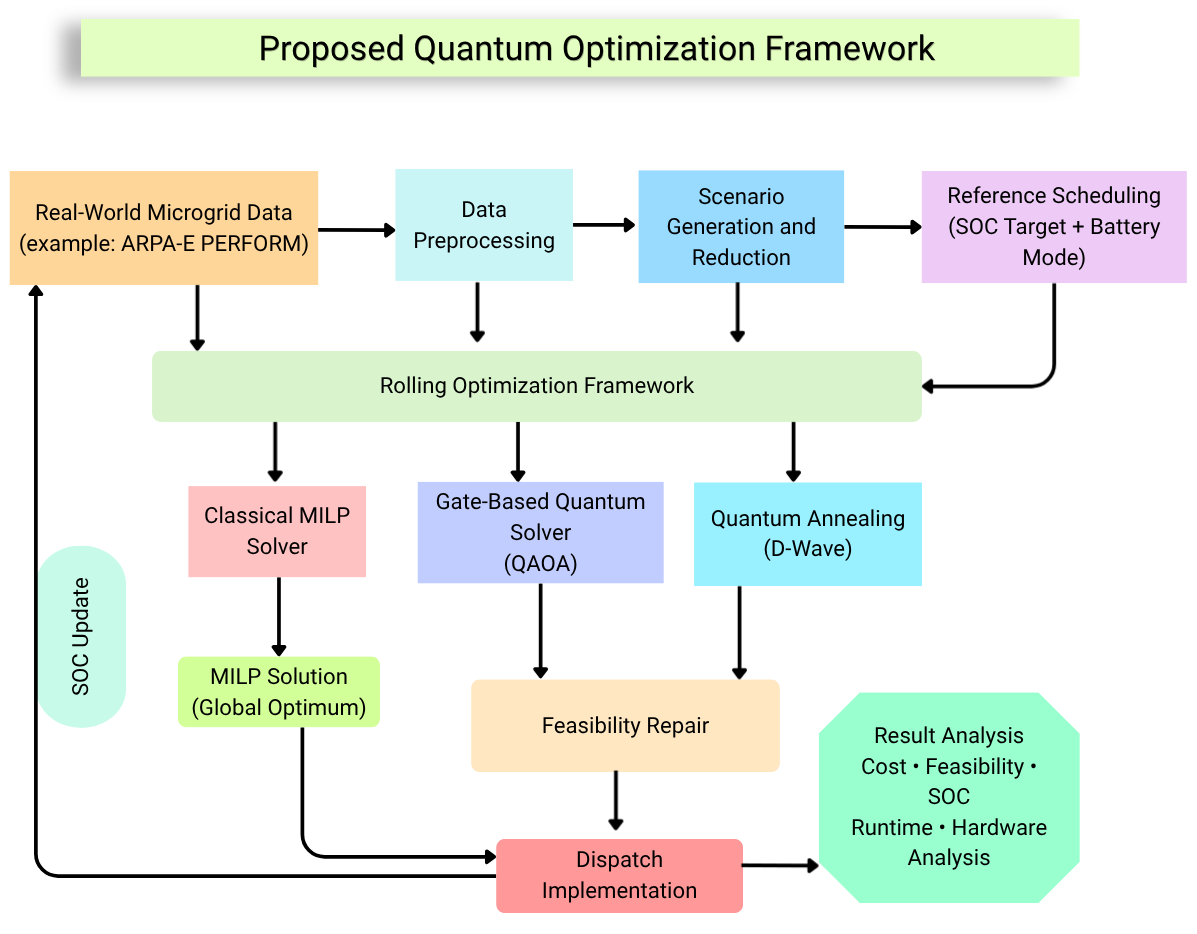 Proposed Quantum Optimization Framework
Real-World Microgrid Data
(example: ARPA-E PERFORM)
Data
Preprocessing
Scenario
Generation and
Reduction
Reference Scheduling
(SOC Target + Battery
Mode)
Rolling Optimization Framework
Classical MILP
Solver
Gate-Based Quantum
Solver
(QAOA)
Quantum Annealing
(D-Wave)
SOC Update
MILP Solution
(Global Optimum)
Feasibility Repair
Result Analysis
Cost • Feasibility •
SOC
Runtime • Hardware
Analysis
Dispatch
Implementation